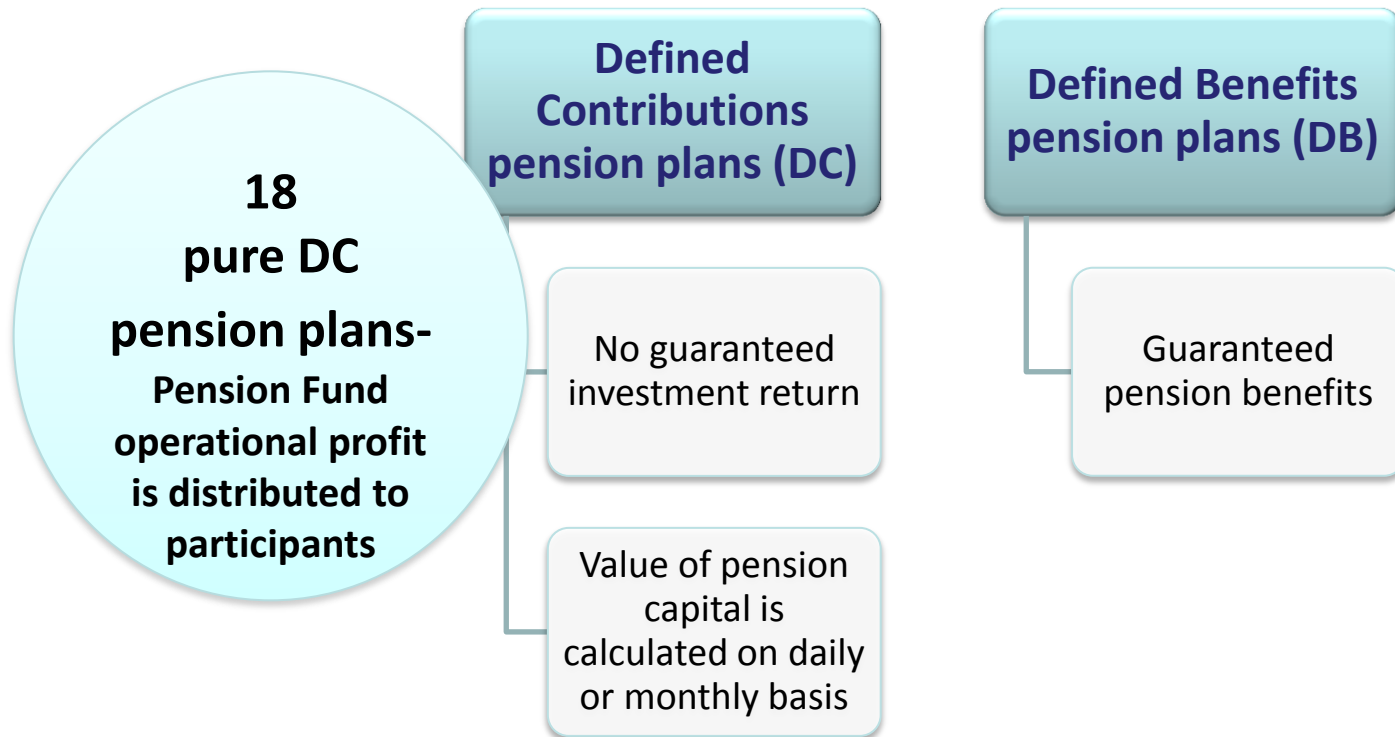 18
pure DC
pension plans-
Pension Fund
operational profit
is distributed to
participants
Defined
Contributions
pension plans (DC)
No guaranteed
investment return
Value of pension
capital is
calculated on daily
or monthly basis
Defined Benefits
pension plans (DB)
Guaranteed
pension benefits